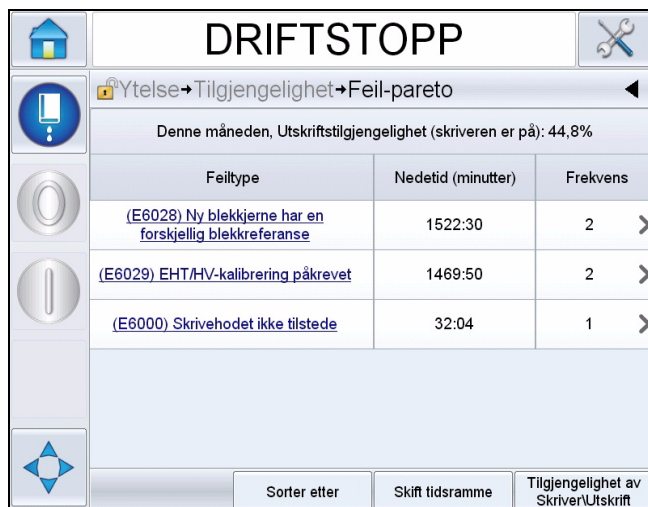 DRIFTSTOPP
Ytelse→Tilgjengelighet→Feil-pareto
Denne måneden, Utskriftstilgjengelighet (skriveren er på): 44,8%
Feiltype Nedetid (minutter) Frekvens
(E6028) Ny blekkjerne har en
forskjellig blekkreferanse 1522:30 2
(E6029) EHT/HV-kalibrering påkrevet 1469:50 2
(E6000) Skrivehodet ikke tilstede 32:04 1
Sorter etter
Skift tidsramme
Tilgjengelighet av
Skriver\Utskrift